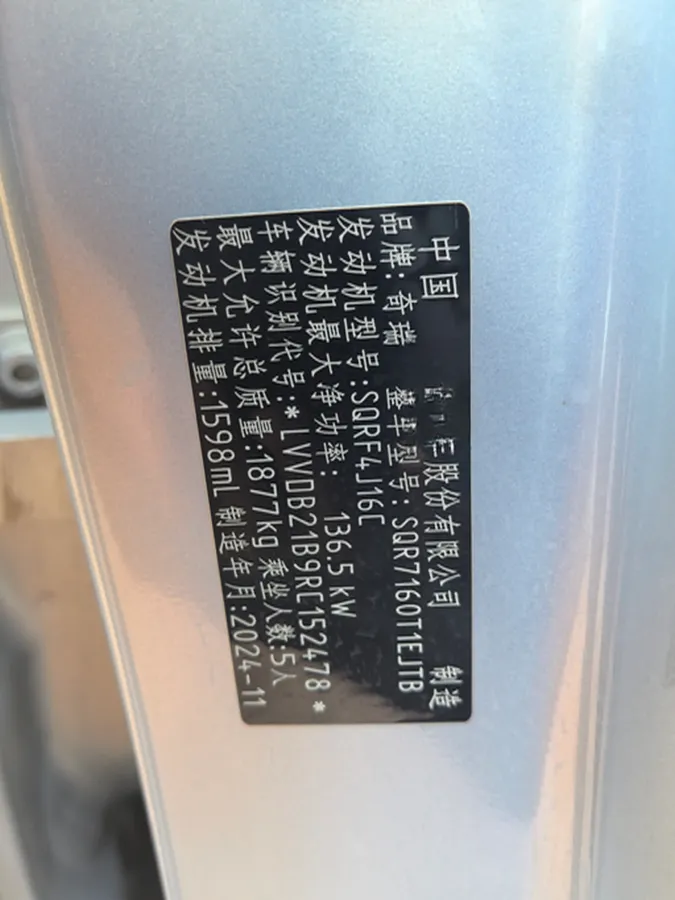 中国 股份有限公司 制造
品牌:奇瑞 整车型号:SQR7160T1EJTB
发动机型号:SQRF4J16C
发动机最大净功率: 136.5 kW
车辆识别代号:*LVVDB21B9RC152478*
最大允许总质量:1877kg 乘坐人数:5人
发动机排量:1598mL 制造年月:2024-11